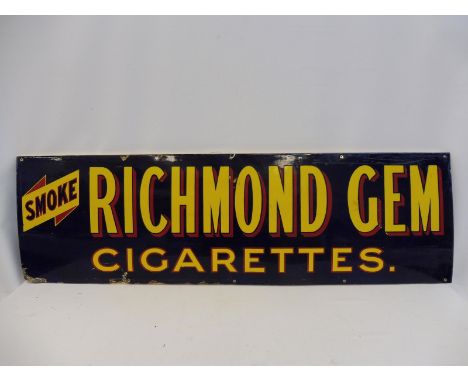 SMOKE
RICHMOND GEM
CIGARETTES.